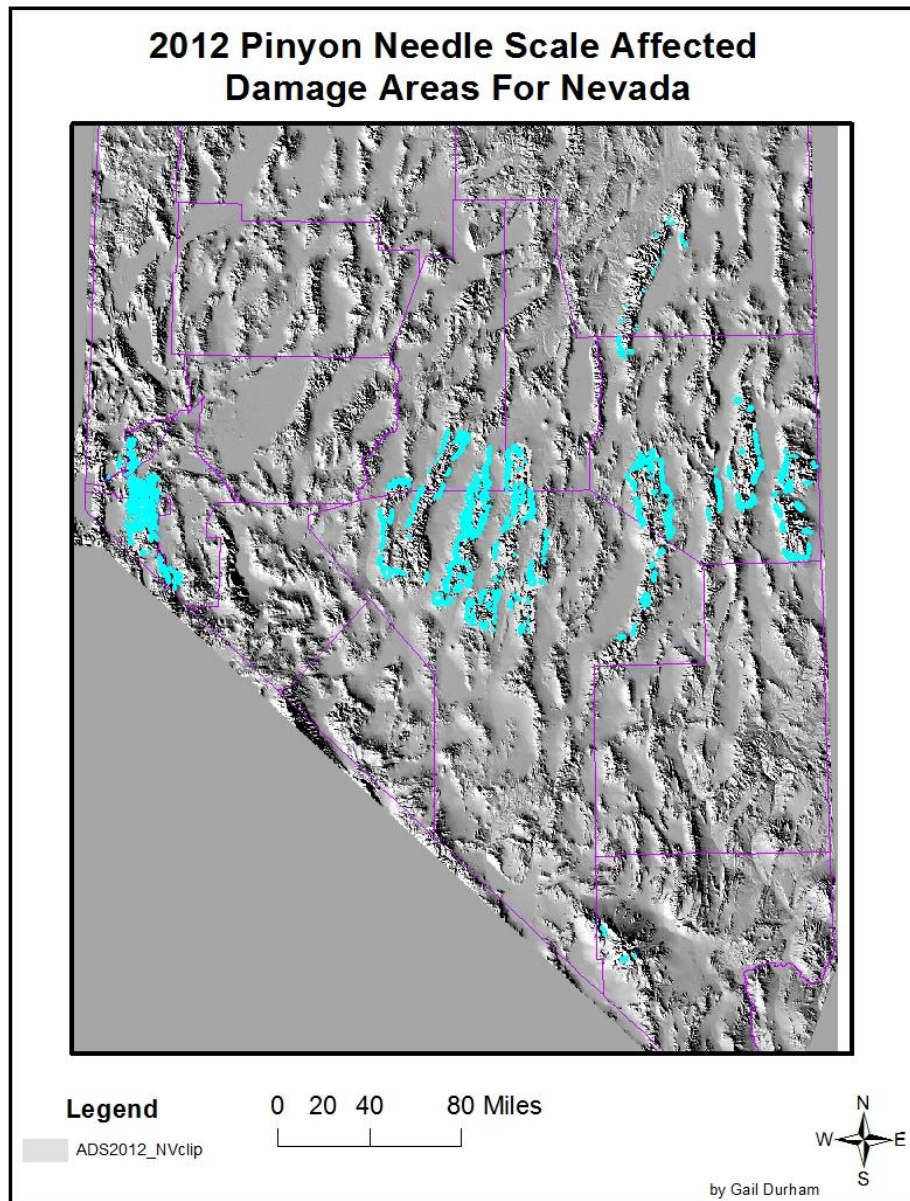 2012 Pinyon Needle Scale Affected
Damage Areas For Nevada
Legend
ADS2012_NVclip
0 20 40 80 Miles
N
W E
S
by Gail Durham